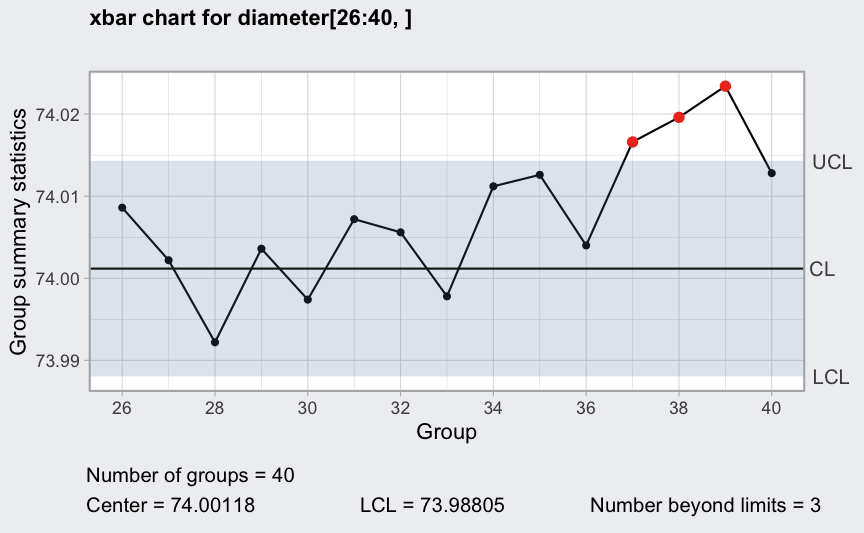 xbar chart for diameter[26:40, ]
Group summary statistics
74.02
74.01
74.00
73.99
UCL
CL
LCL
26 28 30 32 34 36 38 40
Group
Number of groups = 40
Center = 74.00118 LCL = 73.98805 Number beyond limits = 3